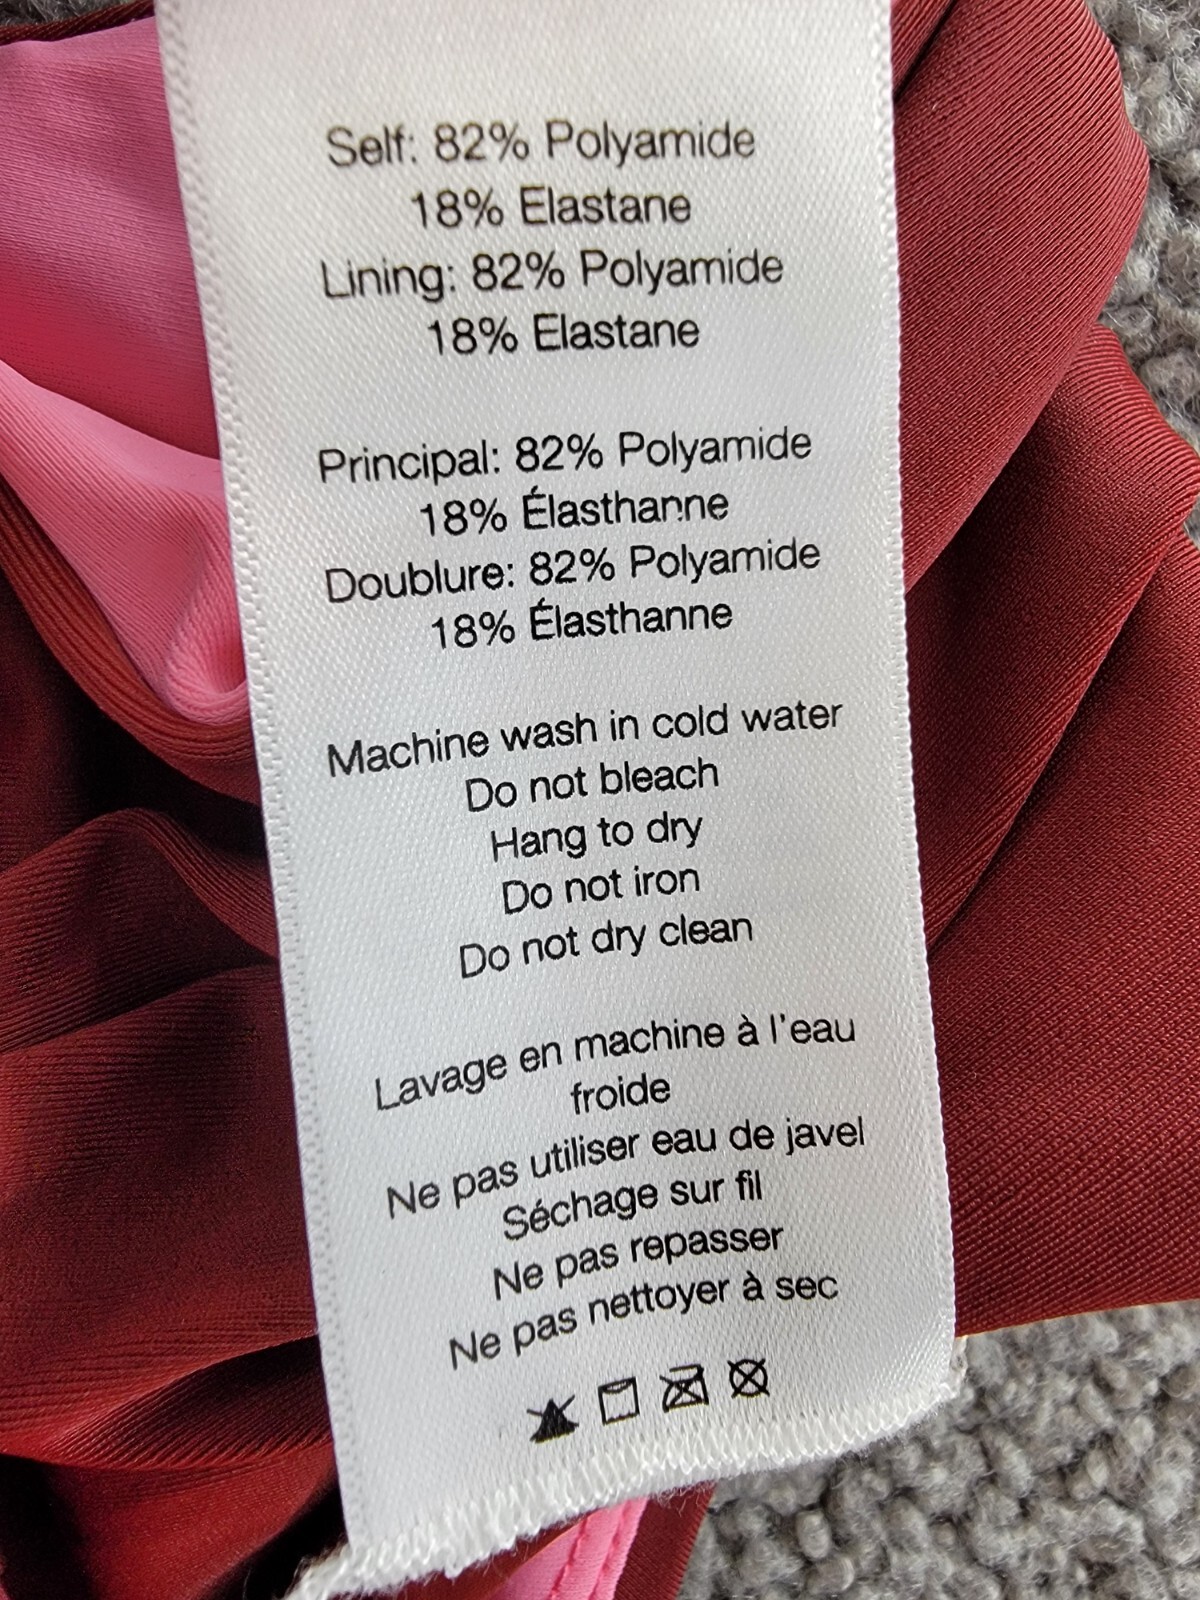 Self: 82% Polyamide
18% Elastane
Lining: 82% Polyamide
18% Elastane
Principal: 82% Polyamide
18% Élasthanne
Doublure: 82% Polyamide
18% Élasthanne
Machine wash in cold water
Do not bleach
Hang to dry
Do not iron
Do not dry clean
Lavage en machine à l'eau
froide
Ne pas utiliser eau de javel
Séchage sur fil
Ne pas repasser
Ne pas nettoyer à sec